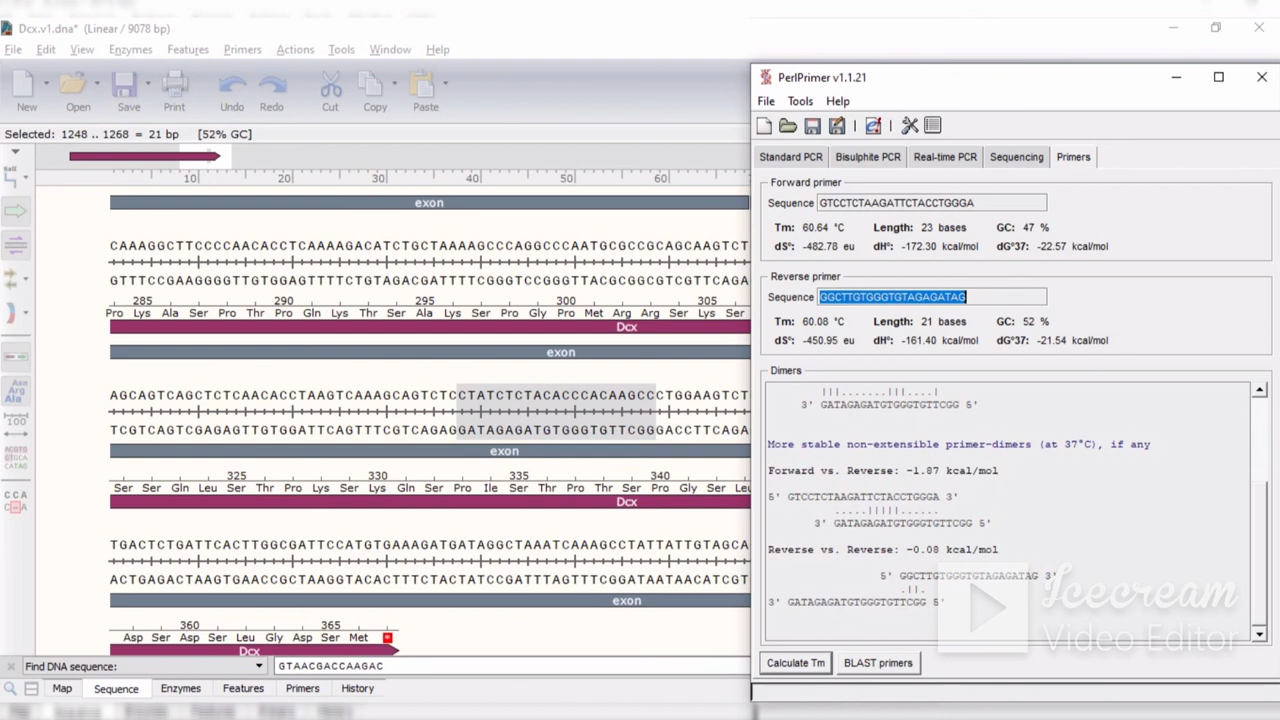 Dcx.v1.dna* (Linear / 9078 bp)
File Edit View Enzymes Features Primers Actions Tools Window Help
New Open Save Print Undo Redo Cut Copy Paste
Selected: 1248 .. 1268 = 21 bp [52% GC]
10 20 30 40 50 60
exon
CAAAGGCTTCCCCAACACCTCAAAAGACATCTGCTAAAAGCCCAGGCCCAATGCGCCGCAGCAAGTCT
GTTTCCGAAGGGGTTGTGGAGTTTTCTGTAGACGATTTTCGGGTCCGGGTTACGCGGCGTCGTTCAGA
285 290 295 300 305
Pro Lys Ala Ser Pro Thr Pro Gln Lys Thr Ser Ala Lys Ser Pro Gly Pro Met Arg Arg Ser Lys Ser
Dcx
exon
AGCAGTCAGCTCTCAACACCTAAGTCAAAGCAGTCTCCTATCTCTACACCCACAAGCCCTGGAAGTCT
TCGTCAGTCGAGAGTTGTGGATTCAGTTTCGTCAGAGGATAGAGATGTGGGTGTTCGGGACCTTCAGA
exon
325 330 335 340
Ser Ser Gln Leu Ser Thr Pro Lys Ser Lys Gln Ser Pro Ile Ser Thr Pro Thr Ser Pro Gly Ser Leu
Dcx
TGACTCTGATTCACTTGGCGATTCCATGTGAAAGATGATAGGCTAAATCAAAGCCTATTATTGTAGCA
ACTGAGACTAAGTGAACCGCTAAGGTACACTTTCTACTATCCGATTTAGTTTCGGATAATAACATCGT
exon
360 365
Asp Ser Asp Ser Leu Gly Asp Ser Met *
Dcx
Find DNA sequence: GTAACGACCAAGAC
Map Sequence Enzymes Features Primers History
PerlPrimer v1.1.21
File Tools Help
Standard PCR Bisulphite PCR Real-time PCR Sequencing Primers
Forward primer
Sequence GTCCTCTAAGATTCTACCTGGGA
Tm: 60.64 °C Length: 23 bases GC: 47 %
dS°: -482.78 eu dH°: -172.30 kcal/mol dG°37: -22.57 kcal/mol
Reverse primer
Sequence GGCTTGTGGGTGTAGAGATAG
Tm: 60.08 °C Length: 21 bases GC: 52 %
dS°: -450.95 eu dH°: -161.40 kcal/mol dG°37: -21.54 kcal/mol
Dimers
|||.......|||....|
3' GATAGAGATGTGGGTGTTCGG 5'
More stable non-extensible primer-dimers (at 37°C), if any
Forward vs. Reverse: -1.87 kcal/mol
5' GTCCTCTAAGATTCTACCTGGGA 3'
.....|||||......
3' GATAGAGATGTGGGTGTTCGG 5'
Reverse vs. Reverse: -0.08 kcal/mol
5' GGCTTGTGGGTGTAGAGATAG 3'
.||.
3' GATAGAGATGTGGGTGTTCGG 5'
Calculate Tm BLAST primers
Icecream
Video Editor